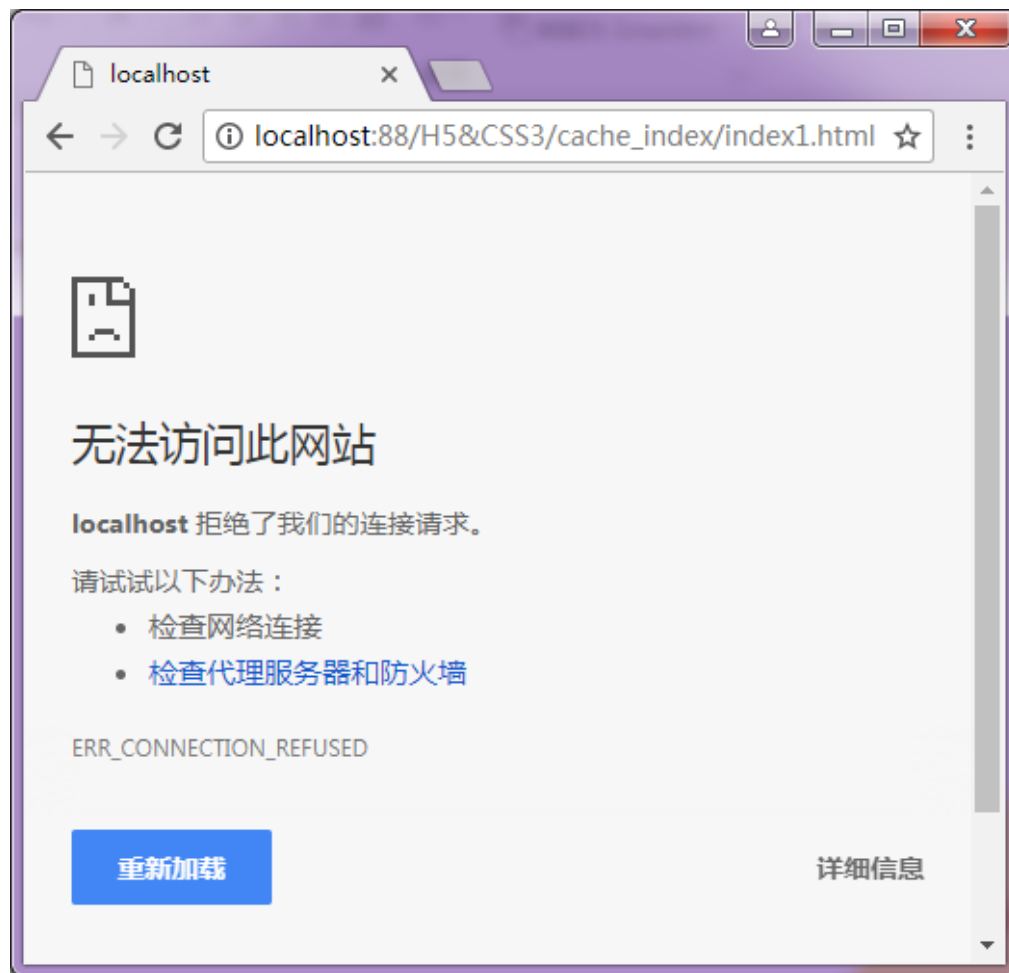 localhost
localhost:88/H5&CSS3/cache_index/index1.html
无法访问此网站
localhost 拒绝了我们的连接请求。
请试试以下办法：
检查网络连接
检查代理服务器和防火墙
ERR_CONNECTION_REFUSED
重新加载
详细信息